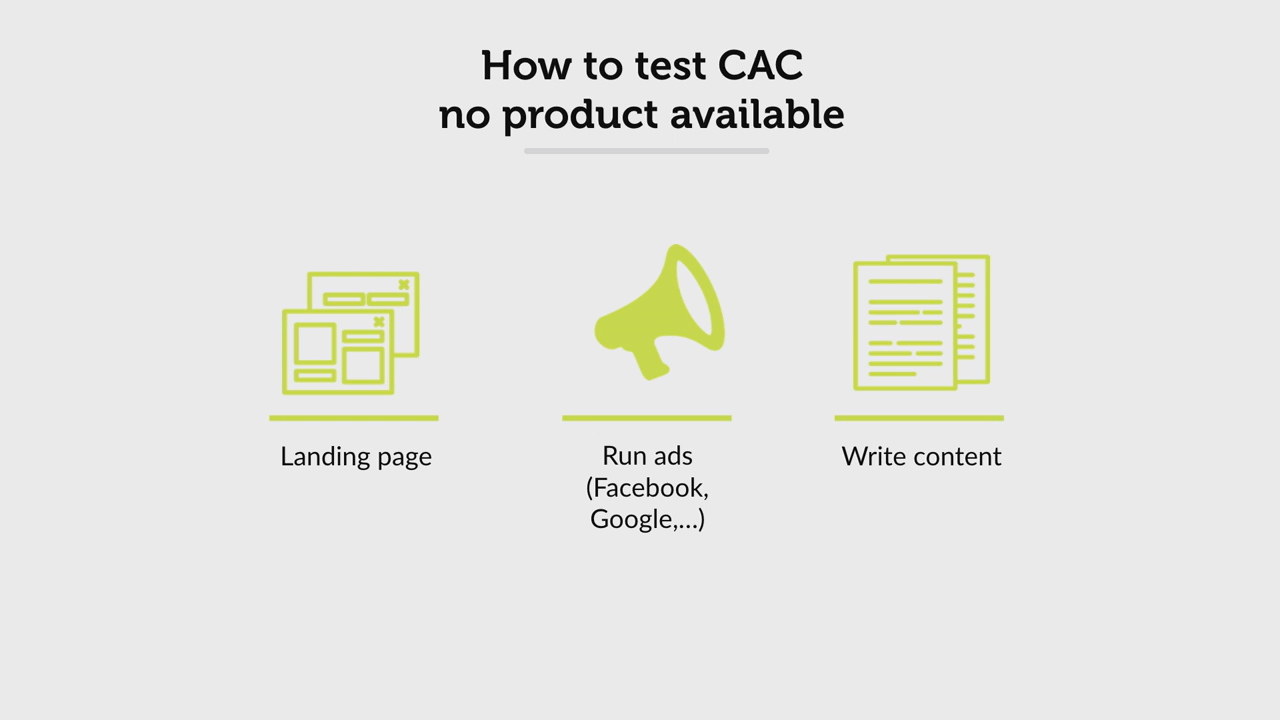 How to test CAC
no product available
Landing page
Run ads
(Facebook,
Google,...)
Write content